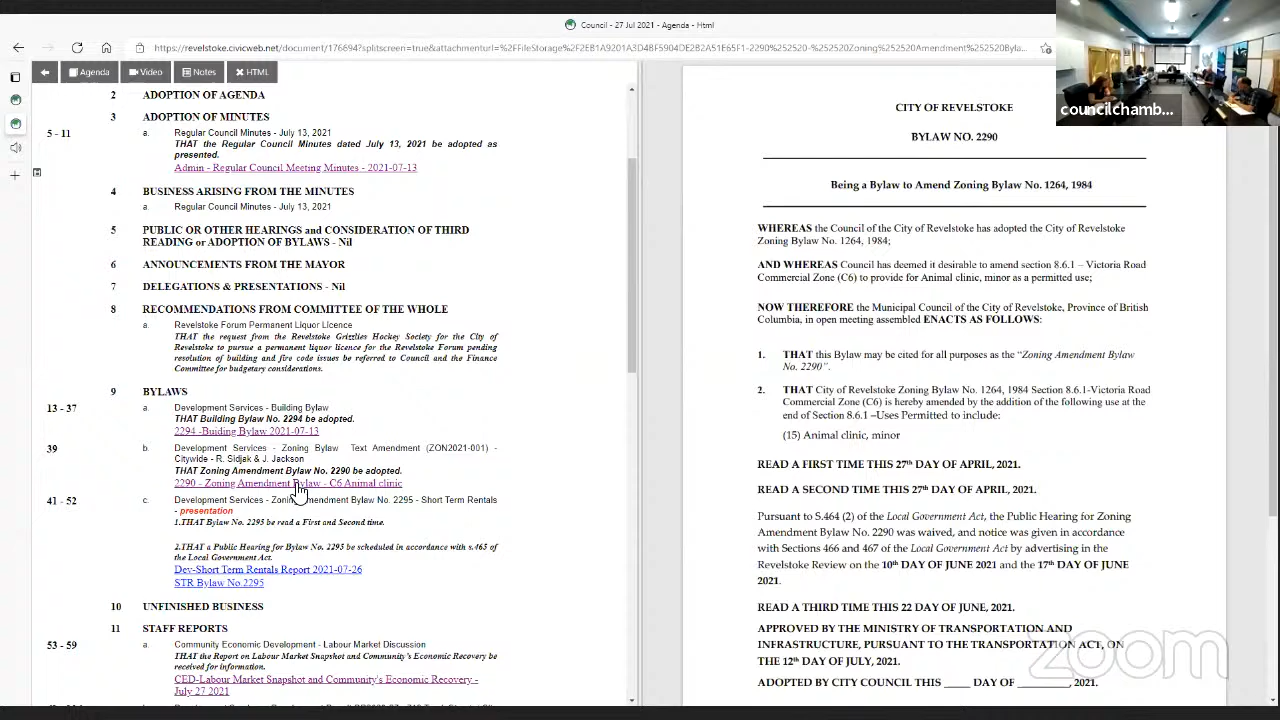 Council - 27 Jul 2021 - Agenda - Html
https://revelstoke.civicweb.net/document/176694?splitscreen=true&attachmenturl=%2FFileStorage%2F2EB1A9201A3D4BF5904DE2B2A51E65F1-2290%252520-%252520Zoning%252520Amendment%252520Byla...
Agenda Video Notes HTML
2 ADOPTION OF AGENDA
3 ADOPTION OF MINUTES
5 - 11 a. Regular Council Minutes - July 13, 2021
THAT the Regular Council Minutes dated July 13, 2021 be adopted as
presented.
Admin - Regular Council Meeting Minutes - 2021-07-13
4 BUSINESS ARISING FROM THE MINUTES
a. Regular Council Minutes - July 13, 2021
5 PUBLIC OR OTHER HEARINGS and CONSIDERATION OF THIRD
READING or ADOPTION OF BYLAWS - Nil
6 ANNOUNCEMENTS FROM THE MAYOR
7 DELEGATIONS & PRESENTATIONS - Nil
8 RECOMMENDATIONS FROM COMMITTEE OF THE WHOLE
a. Revelstoke Forum Permanent Liquor Licence
THAT the request from the Revelstoke Grizzlies Hockey Society for the City of
Revelstoke to pursue a permanent liquor licence for the Revelstoke Forum pending
resolution of building and fire code issues be referred to Council and the Finance
Committee for budgetary considerations.
9 BYLAWS
13 - 37 a. Development Services - Building Bylaw
THAT Building Bylaw No. 2294 be adopted.
2294 -Buiding Bylaw 2021-07-13
39 b. Development Services - Zoning Bylaw Text Amendment (ZON2021-001) -
Citywide - R. Sidjak & J. Jackson
THAT Zoning Amendment Bylaw No. 2290 be adopted.
2290 - Zoning Amendment Bylaw - C6 Animal clinic
41 - 52 c. Development Services - Zoning Amendment Bylaw No. 2295 - Short Term Rentals
- presentation
1.THAT Bylaw No. 2295 be read a First and Second time.
2.THAT a Public Hearing for Bylaw No. 2295 be scheduled in accordance with s.465 of
the Local Government Act.
Dev-Short Term Rentals Report 2021-07-26
STR Bylaw No.2295
10 UNFINISHED BUSINESS
11 STAFF REPORTS
53 - 59 a. Community Economic Development - Labour Market Discussion
THAT the Report on Labour Market Snapshot and Community's Economic Recovery be
received for information.
CED-Labour Market Snapshot and Community's Economic Recovery -
July 27 2021
CITY OF REVELSTOKE
BYLAW NO. 2290
Being a Bylaw to Amend Zoning Bylaw No. 1264, 1984
WHEREAS the Council of the City of Revelstoke has adopted the City of Revelstoke
Zoning Bylaw No. 1264, 1984;
AND WHEREAS Council has deemed it desirable to amend section 8.6.1 – Victoria Road
Commercial Zone (C6) to provide for Animal clinic, minor as a permitted use;
NOW THEREFORE the Municipal Council of the City of Revelstoke, Province of British
Columbia, in open meeting assembled ENACTS AS FOLLOWS:
1. THAT this Bylaw may be cited for all purposes as the “Zoning Amendment Bylaw
No. 2290”.
2. THAT City of Revelstoke Zoning Bylaw No. 1264, 1984 Section 8.6.1-Victoria Road
Commercial Zone (C6) is hereby amended by the addition of the following use at the
end of Section 8.6.1 –Uses Permitted to include:
(15) Animal clinic, minor
READ A FIRST TIME THIS 27th DAY OF APRIL, 2021.
READ A SECOND TIME THIS 27th DAY OF APRIL, 2021.
Pursuant to S.464 (2) of the Local Government Act, the Public Hearing for Zoning
Amendment Bylaw No. 2290 was waived, and notice was given in accordance
with Sections 466 and 467 of the Local Government Act by advertising in the
Revelstoke Review on the 10th DAY OF JUNE 2021 and the 17th DAY OF JUNE
2021.
READ A THIRD TIME THIS 22 DAY OF JUNE, 2021.
APPROVED BY THE MINISTRY OF TRANSPORTATION AND
INFRASTRUCTURE, PURSUANT TO THE TRANSPORTATION ACT, ON
THE 12th DAY OF JULY, 2021.
ADOPTED BY CITY COUNCIL THIS _____ DAY OF _________, 2021.
councilchamb...
zoom